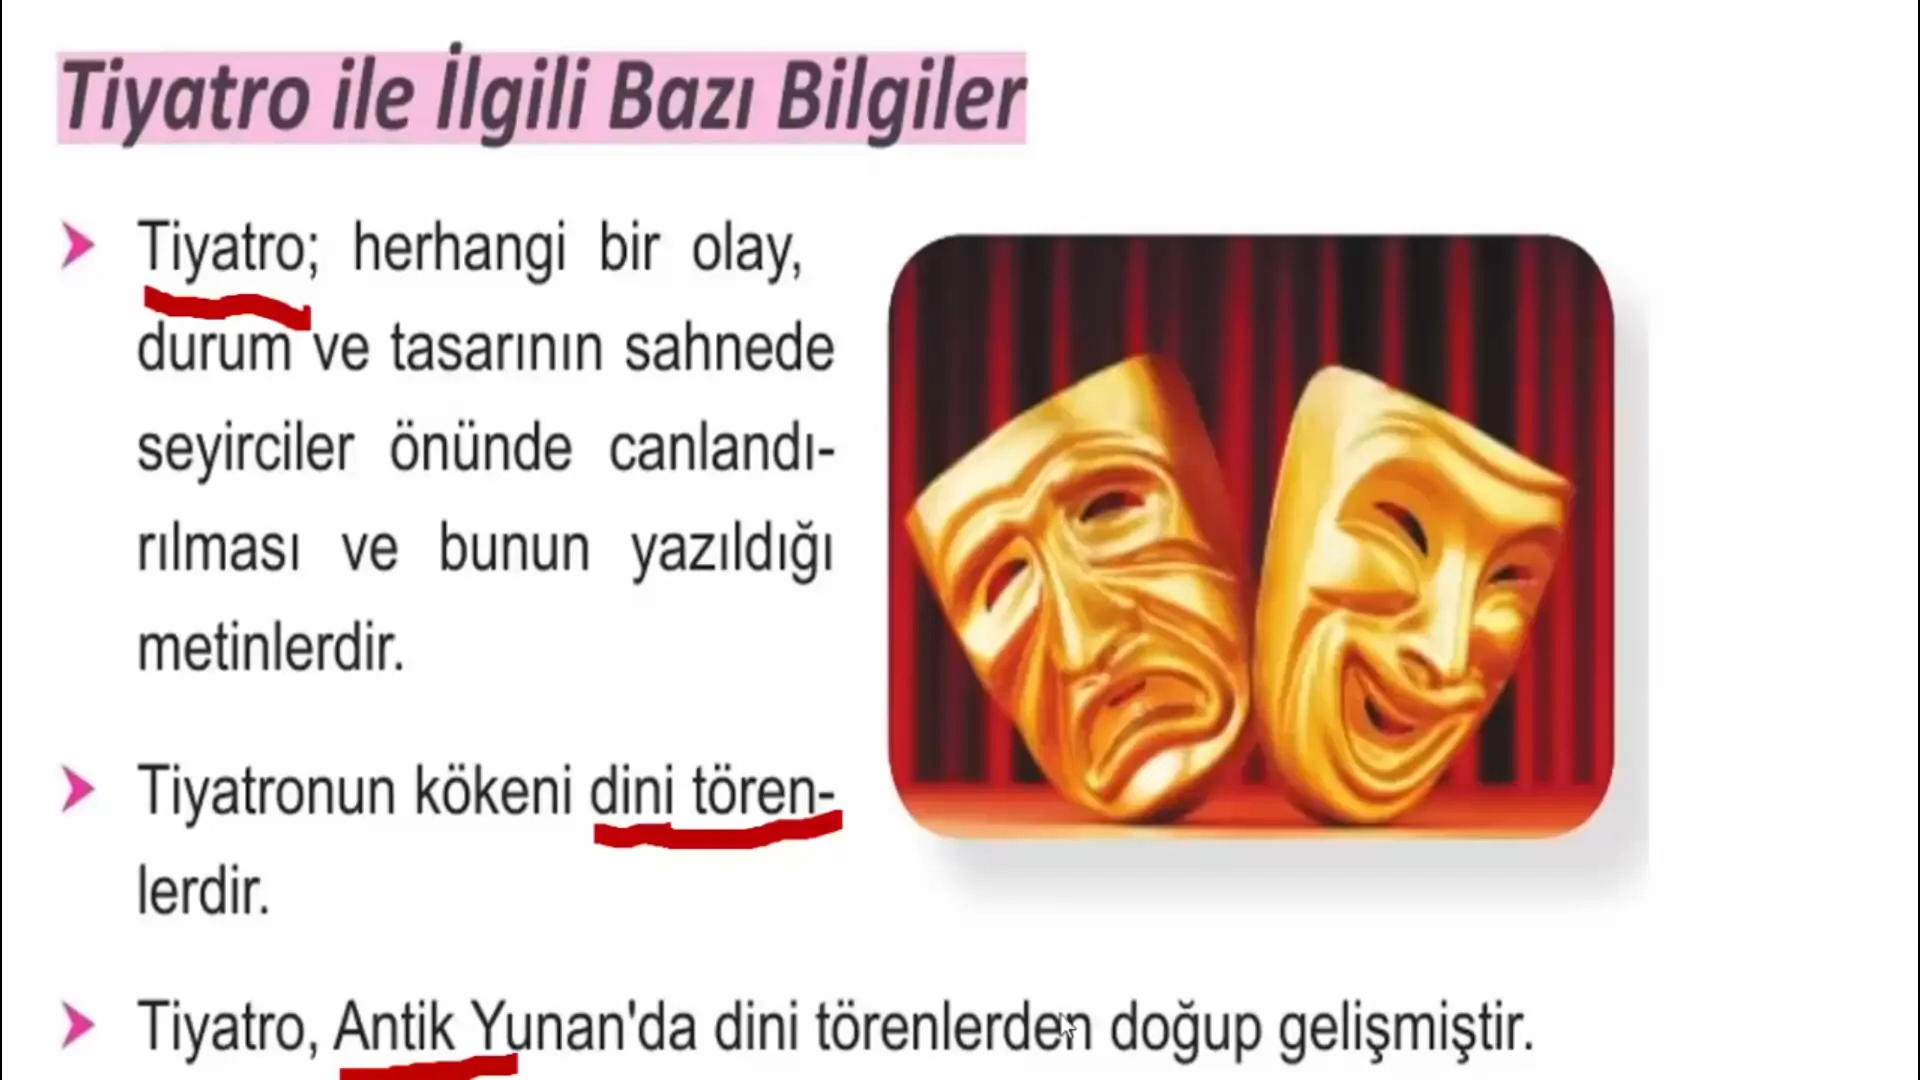 Tiyatro ile İlgili Bazı Bilgiler
Tiyatro; herhangi bir olay,
durum ve tasarının sahnede
seyirciler önünde canlandı-
rılması ve bunun yazıldığı
metinlerdir.
Tiyatronun kökeni dini tören-
lerdir.
Tiyatro, Antik Yunan'da dini törenlerden doğup gelişmiştir.